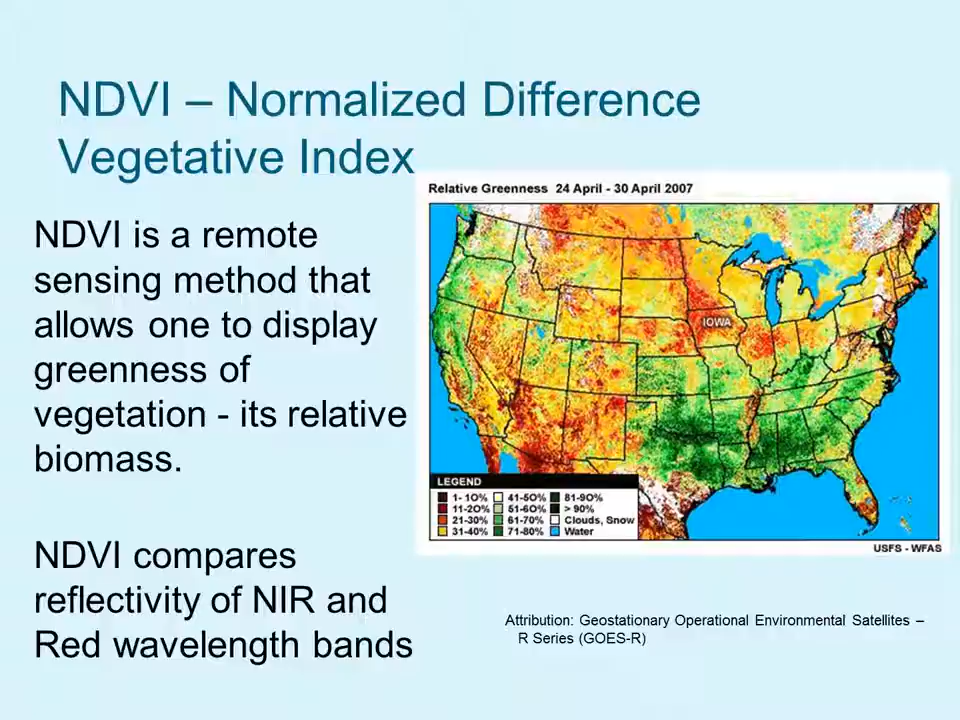 NDVI – Normalized Difference
Vegetative Index
NDVI is a remote
sensing method that
allows one to display
greenness of
vegetation - its relative
biomass.
NDVI compares
reflectivity of NIR and
Red wavelength bands
Relative Greenness 24 April - 30 April 2007
IOWA
LEGEND
1- 10% 41-50% 81-90%
11-20% 51-60% > 90%
21-30% 61-70% Clouds, Snow
31-40% 71-80% Water
USFS - WFAS
Attribution: Geostationary Operational Environmental Satellites –
R Series (GOES-R)